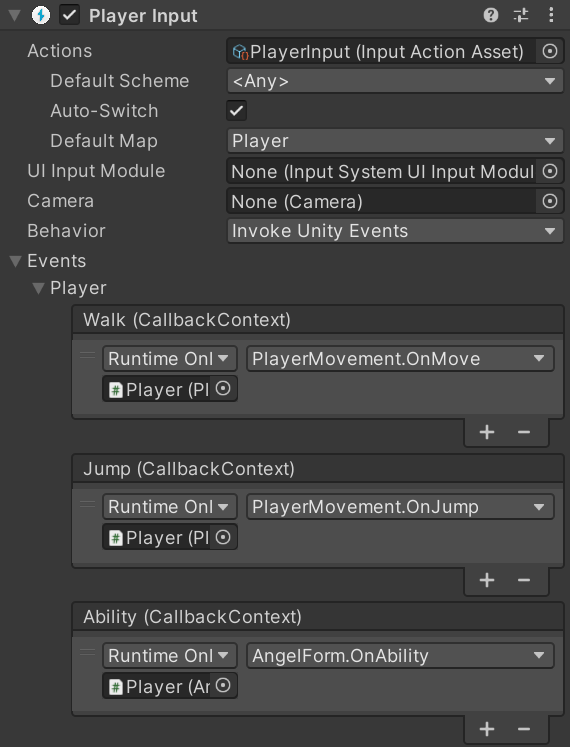 Player Input
Actions PlayerInput (Input Action Asset)
Default Scheme <Any>
Auto-Switch
Default Map Player
UI Input Module None (Input System UI Input Modul
Camera None (Camera)
Behavior Invoke Unity Events
Events
Player
Walk (CallbackContext)
Runtime Onl PlayerMovement.OnMove
Player (Pl
Jump (CallbackContext)
Runtime Onl PlayerMovement.OnJump
Player (Pl
Ability (CallbackContext)
Runtime Onl AngelForm.OnAbility
Player (Ar